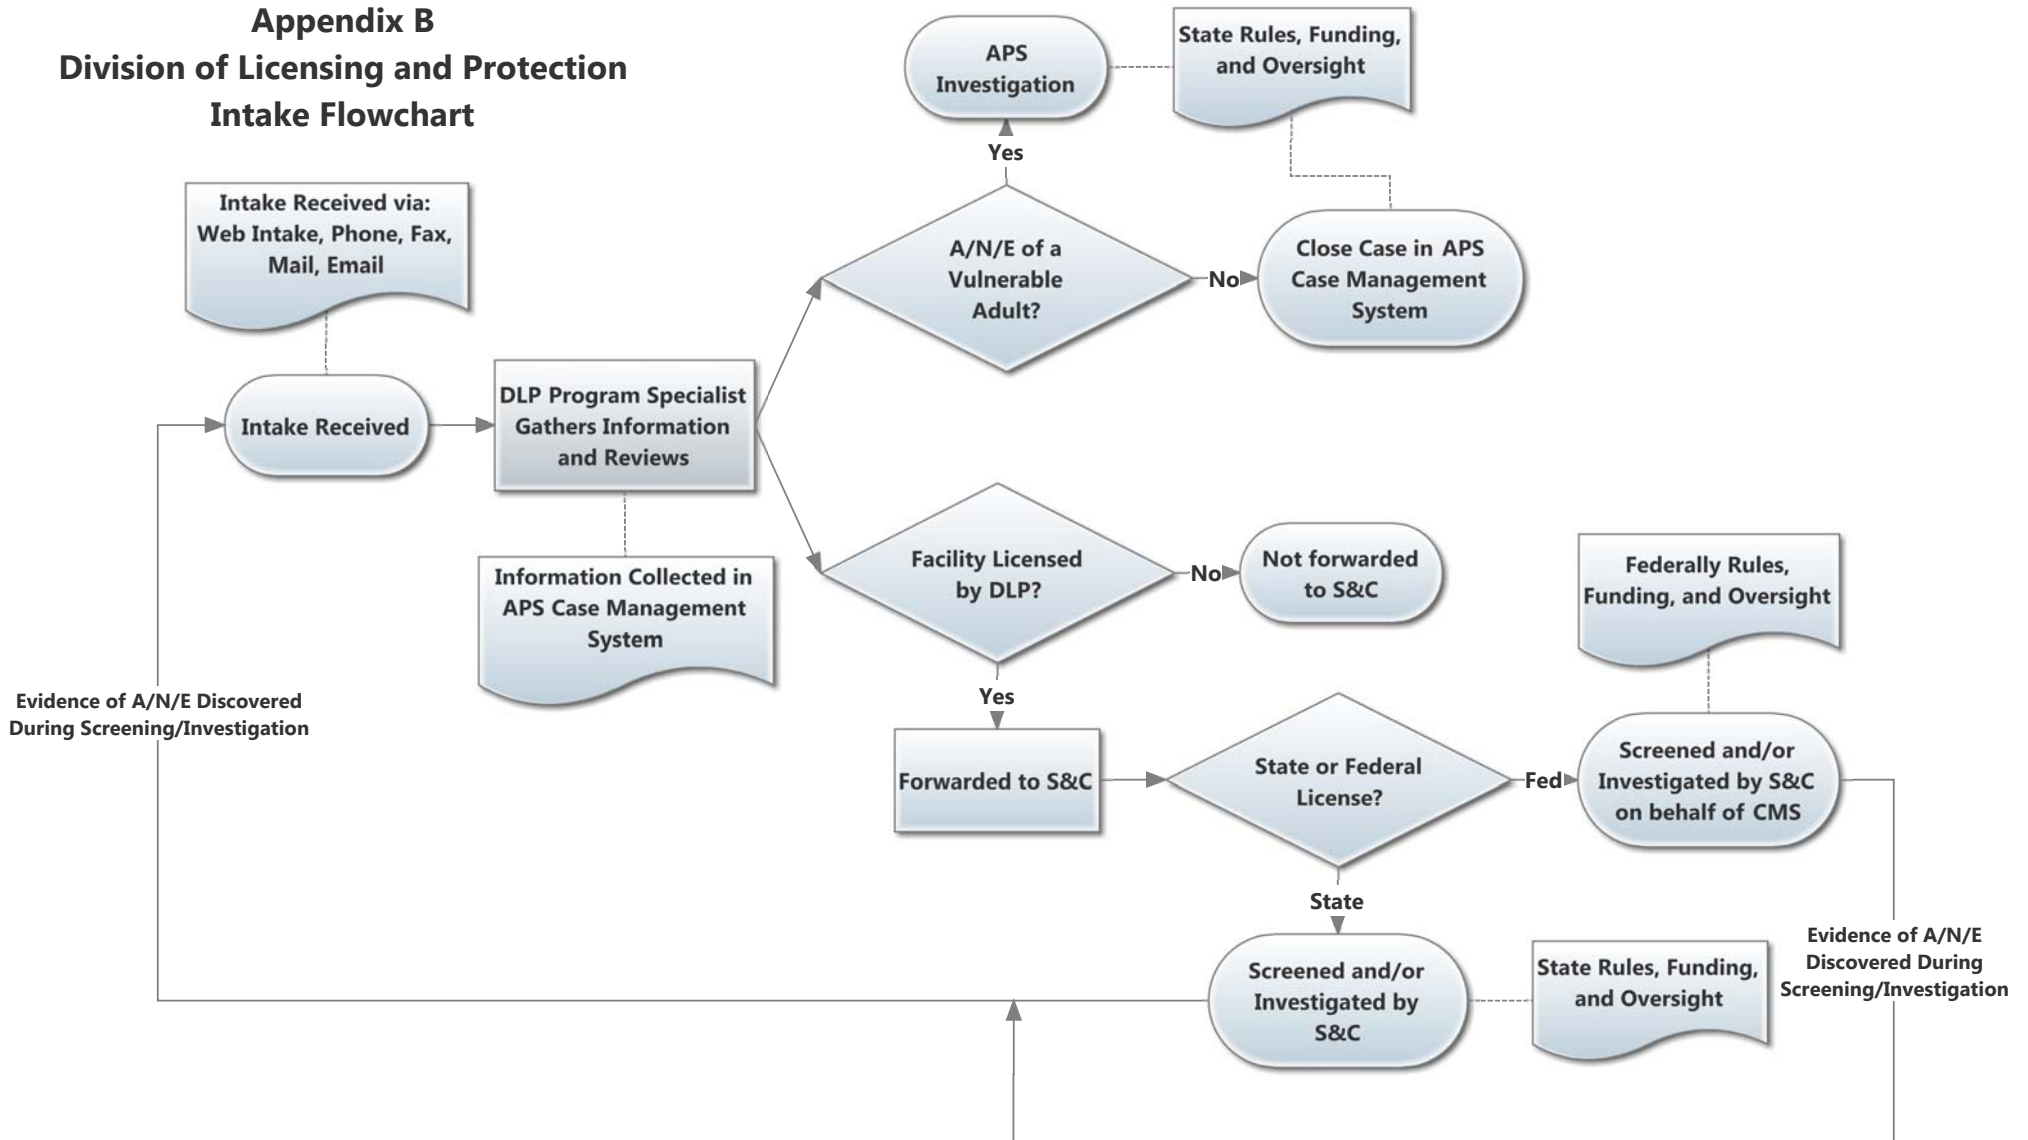 Appendix B
Division of Licensing and Protection
Intake Flowchart
APS
Investigation
State Rules, Funding,
and Oversight
Yes
Intake Received via:
Web Intake, Phone, Fax,
Mail, Email
A/N/E of a
Vulnerable
Adult?
No
Close Case in APS
Case Management
System
Intake Received
DLP Program Specialist
Gathers Information
and Reviews
Information Collected in
APS Case Management
System
Facility Licensed
by DLP?
No
Not forwarded
to S&C
Federally Rules,
Funding, and Oversight
Evidence of A/N/E Discovered
During Screening/Investigation
Yes
Forwarded to S&C
State or Federal
License?
Fed
Screened and/or
Investigated by S&C
on behalf of CMS
State
Screened and/or
Investigated by
S&C
State Rules, Funding,
and Oversight
Evidence of A/N/E
Discovered During
Screening/Investigation